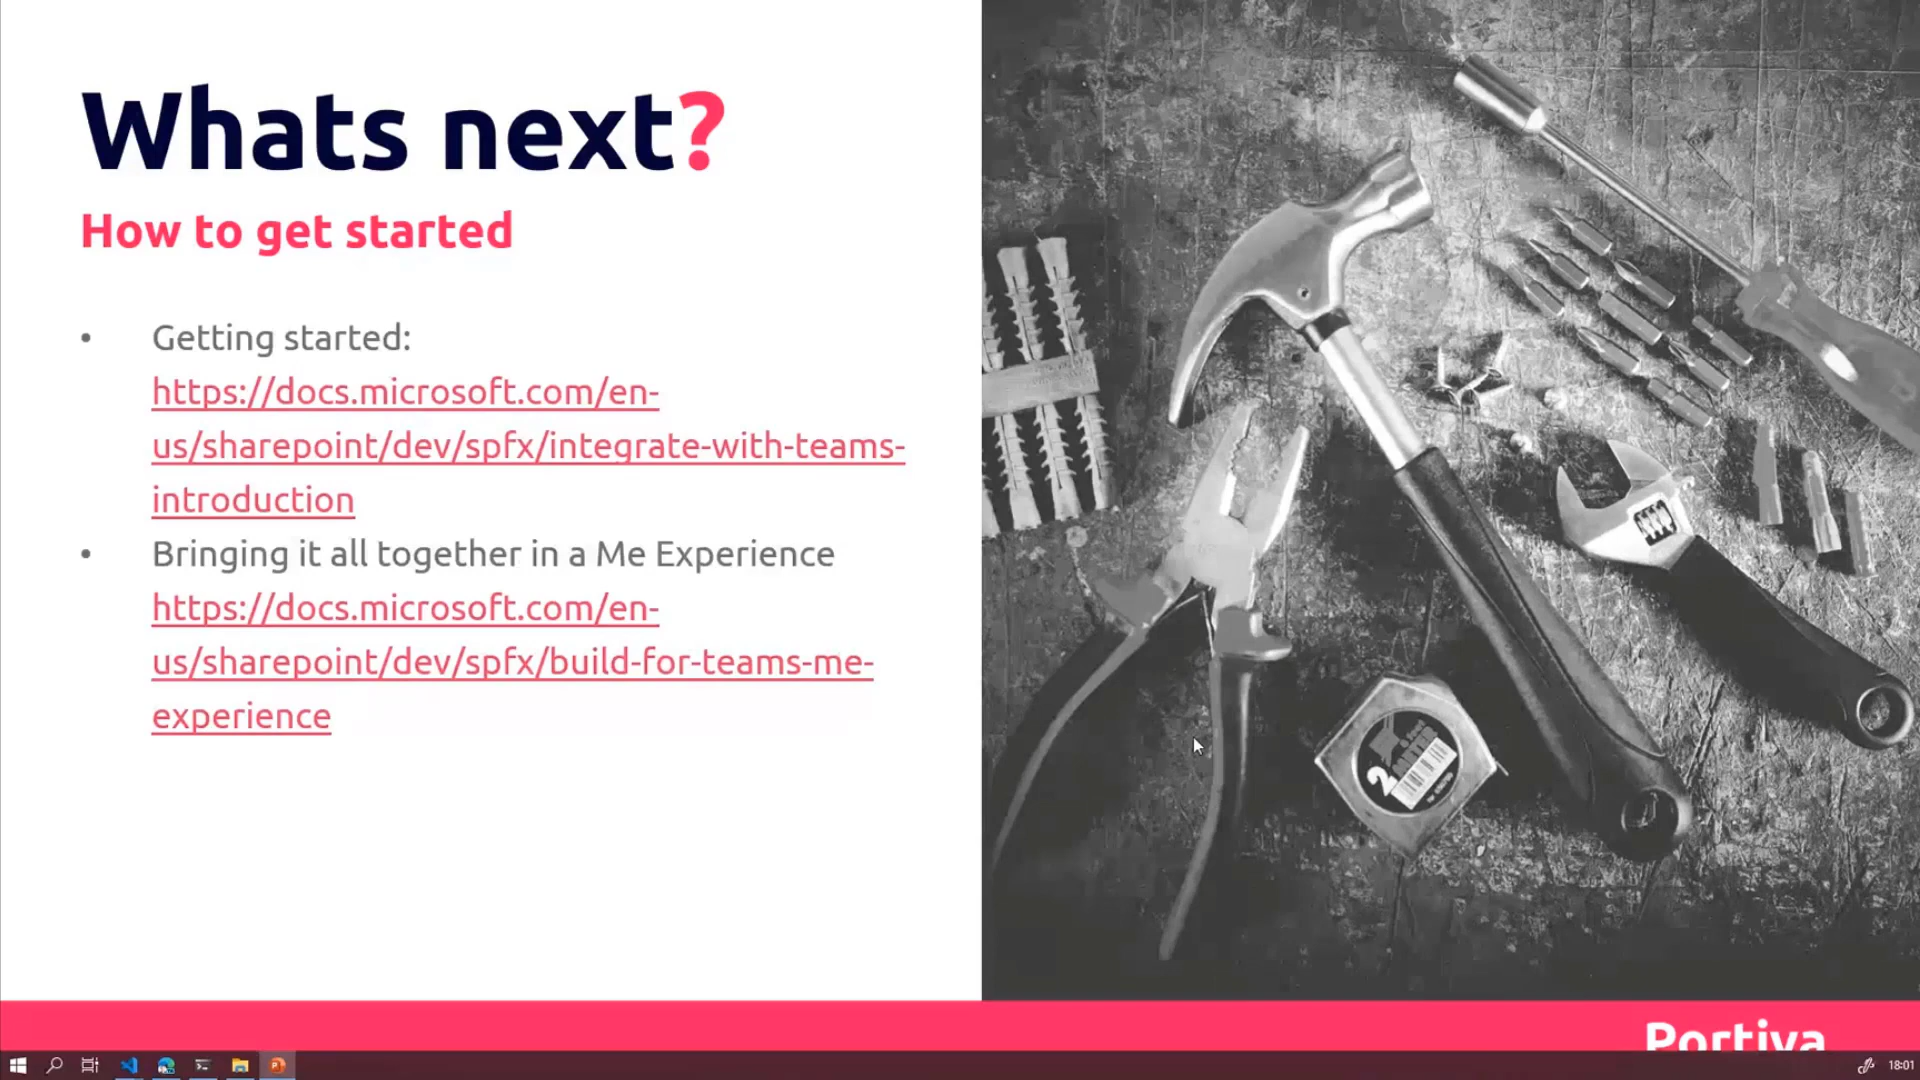 Whats next?
How to get started
• Getting started:
https://docs.microsoft.com/en-
us/sharepoint/dev/spfx/integrate-with-teams-
introduction
• Bringing it all together in a Me Experience
https://docs.microsoft.com/en-
us/sharepoint/dev/spfx/build-for-teams-me-
experience
2
Portiva
18:01